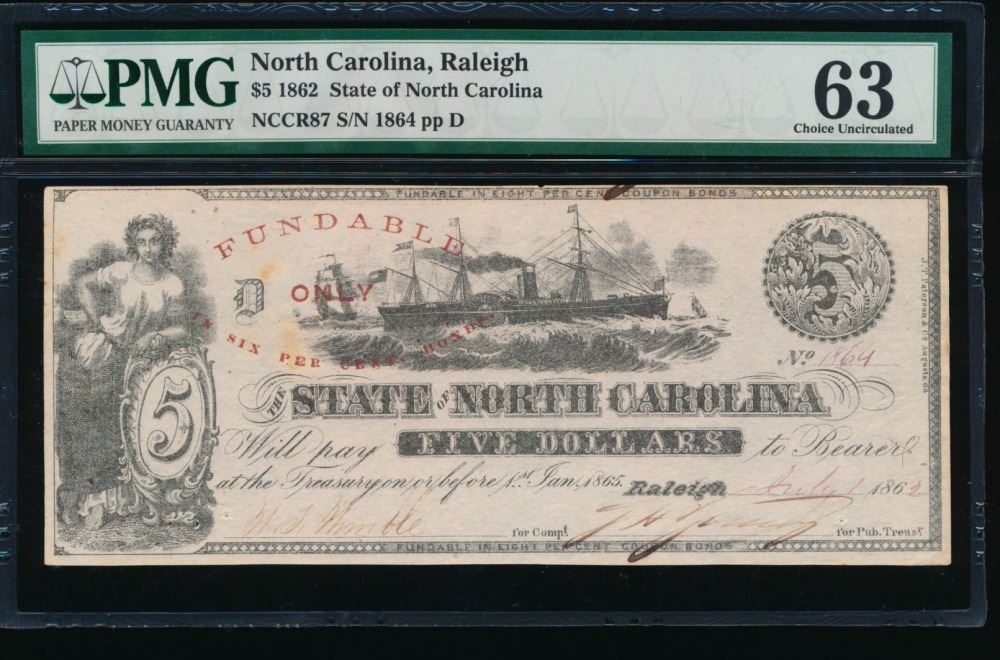 PMG
PAPER MONEY GUARANTY
North Carolina, Raleigh
$5 1862 State of North Carolina
NCCR87 S/N 1864 pp D
63
Choice Uncirculated
FUNDABLE IN EIGHT PER CENT COUPON BONDS
FUNDABLE
D
ONLY
IN SIX PER CENT. BONDS.
5
No 1864
5
THE STATE OF NORTH CAROLINA
Will pay FIVE DOLLARS to Bearer
at the Treasury on or before 1st Jan. 1865. Raleigh July 1 1862
for Compt
for Pub. Treasr
FUNDABLE IN EIGHT PER CENT COUPON BONDS